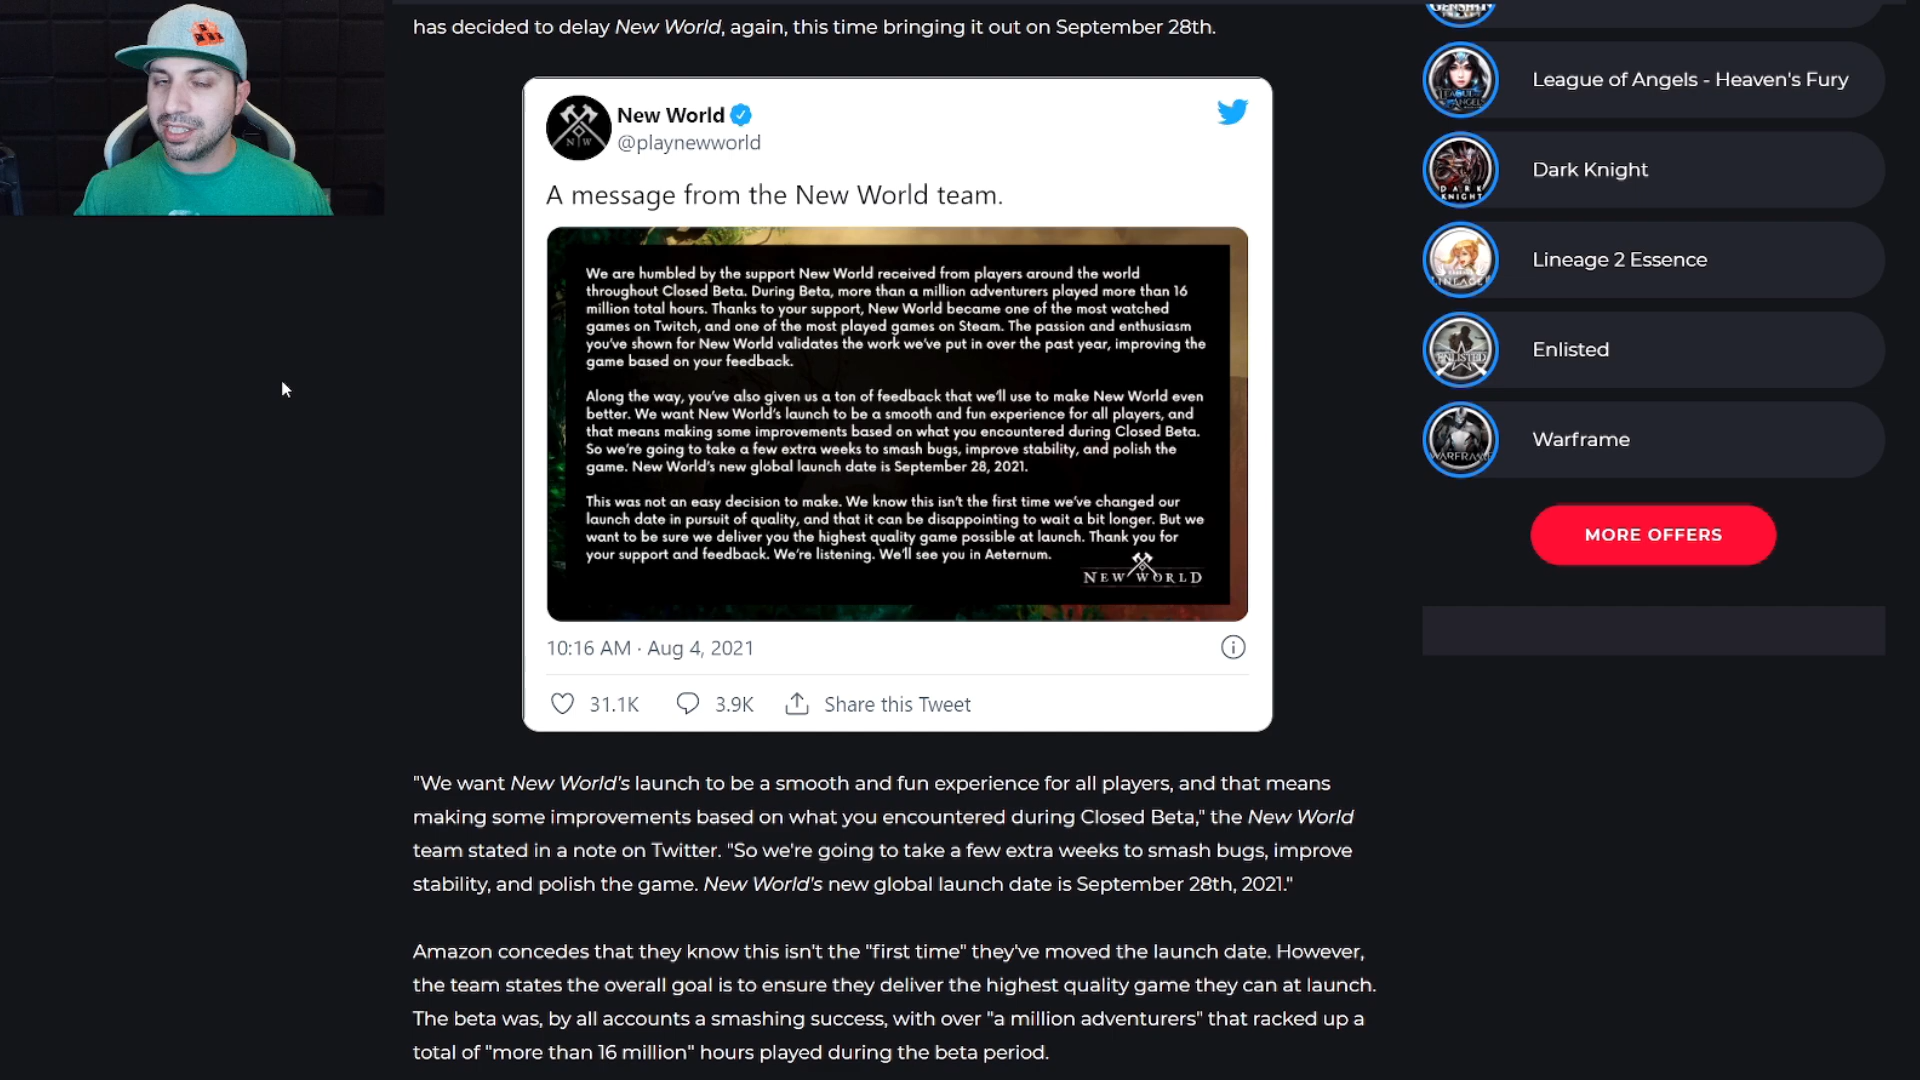 has decided to delay New World, again, this time bringing it out on September 28th.
New World
@playnewworld
A message from the New World team.
We are humbled by the support New World received from players around the world
throughout Closed Beta. During Beta, more than a million adventurers played more than 16
million total hours. Thanks to your support, New World became one of the most watched
games on Twitch, and one of the most played games on Steam. The passion and enthusiasm
you've shown for New World validates the work we've put in over the past year, improving the
game based on your feedback.
Along the way, you've also given us a ton of feedback that we'll use to make New World even
better. We want New World's launch to be a smooth and fun experience for all players, and
that means making some improvements based on what you encountered during Closed Beta.
So we're going to take a few extra weeks to smash bugs, improve stability, and polish the
game. New World's new global launch date is September 28, 2021.
This was not an easy decision to make. We know this isn't the first time we've changed our
launch date in pursuit of quality, and that it can be disappointing to wait a bit longer. But we
want to be sure we deliver you the highest quality game possible at launch. Thank you for
your support and feedback. We're listening. We'll see you in Aeternum.
NEW WORLD
10:16 AM · Aug 4, 2021
31.1K
3.9K
Share this Tweet
"We want New World's launch to be a smooth and fun experience for all players, and that means
making some improvements based on what you encountered during Closed Beta," the New World
team stated in a note on Twitter. "So we're going to take a few extra weeks to smash bugs, improve
stability, and polish the game. New World's new global launch date is September 28th, 2021."
Amazon concedes that they know this isn't the "first time" they've moved the launch date. However,
the team states the overall goal is to ensure they deliver the highest quality game they can at launch.
The beta was, by all accounts a smashing success, with over "a million adventurers" that racked up a
total of "more than 16 million" hours played during the beta period.
League of Angels - Heaven's Fury
Dark Knight
DARK
KNIGHT
Lineage 2 Essence
Enlisted
ENLISTED
Warframe
WARFRAME
MORE OFFERS